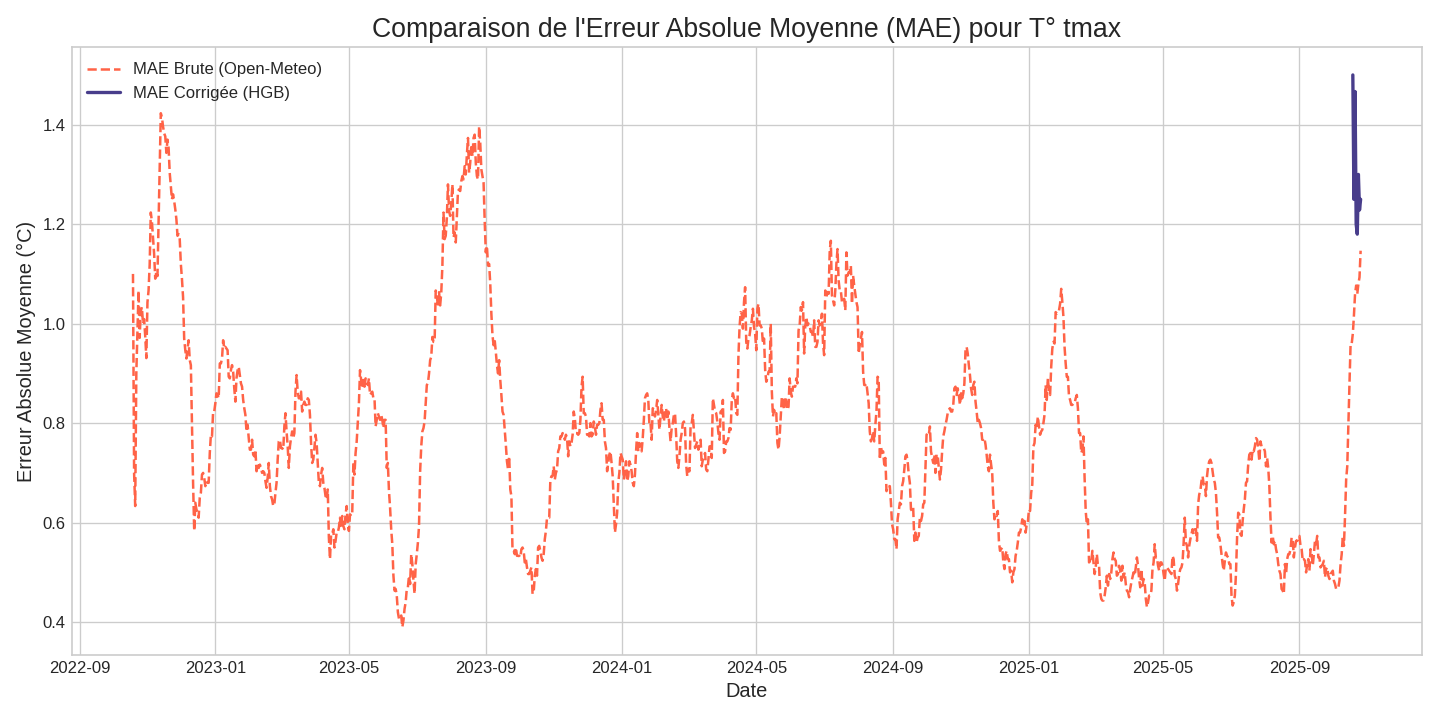 Comparaison de l'Erreur Absolue Moyenne (MAE) pour T° tmax
MAE Brute (Open-Meteo)
MAE Corrigée (HGB)
Erreur Absolue Moyenne (°C)
1.4
1.2
1.0
0.8
0.6
0.4
2022-09 2023-01 2023-05 2023-09 2024-01 2024-05 2024-09 2025-01 2025-05 2025-09
Date